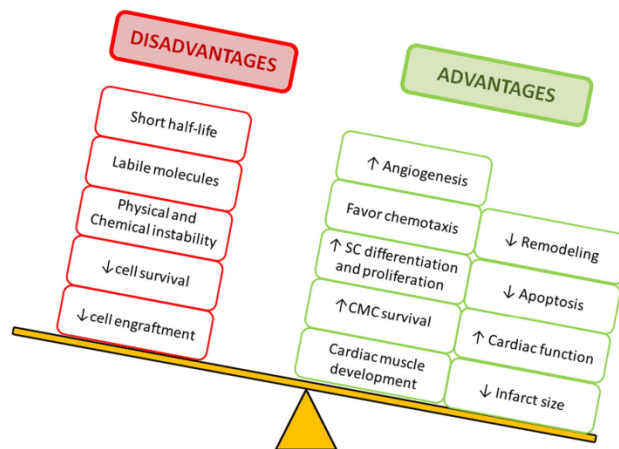 DISADVANTAGES
Short half-life
Labile molecules
Physical and
Chemical instability
↓cell survival
↓cell engraftment
ADVANTAGES
↑ Angiogenesis
Favor chemotaxis
↑ SC differentiation
and proliferation
↑CMC survival
Cardiac muscle
development
↓ Remodeling
↓ Apoptosis
↑ Cardiac function
↓ Infarct size